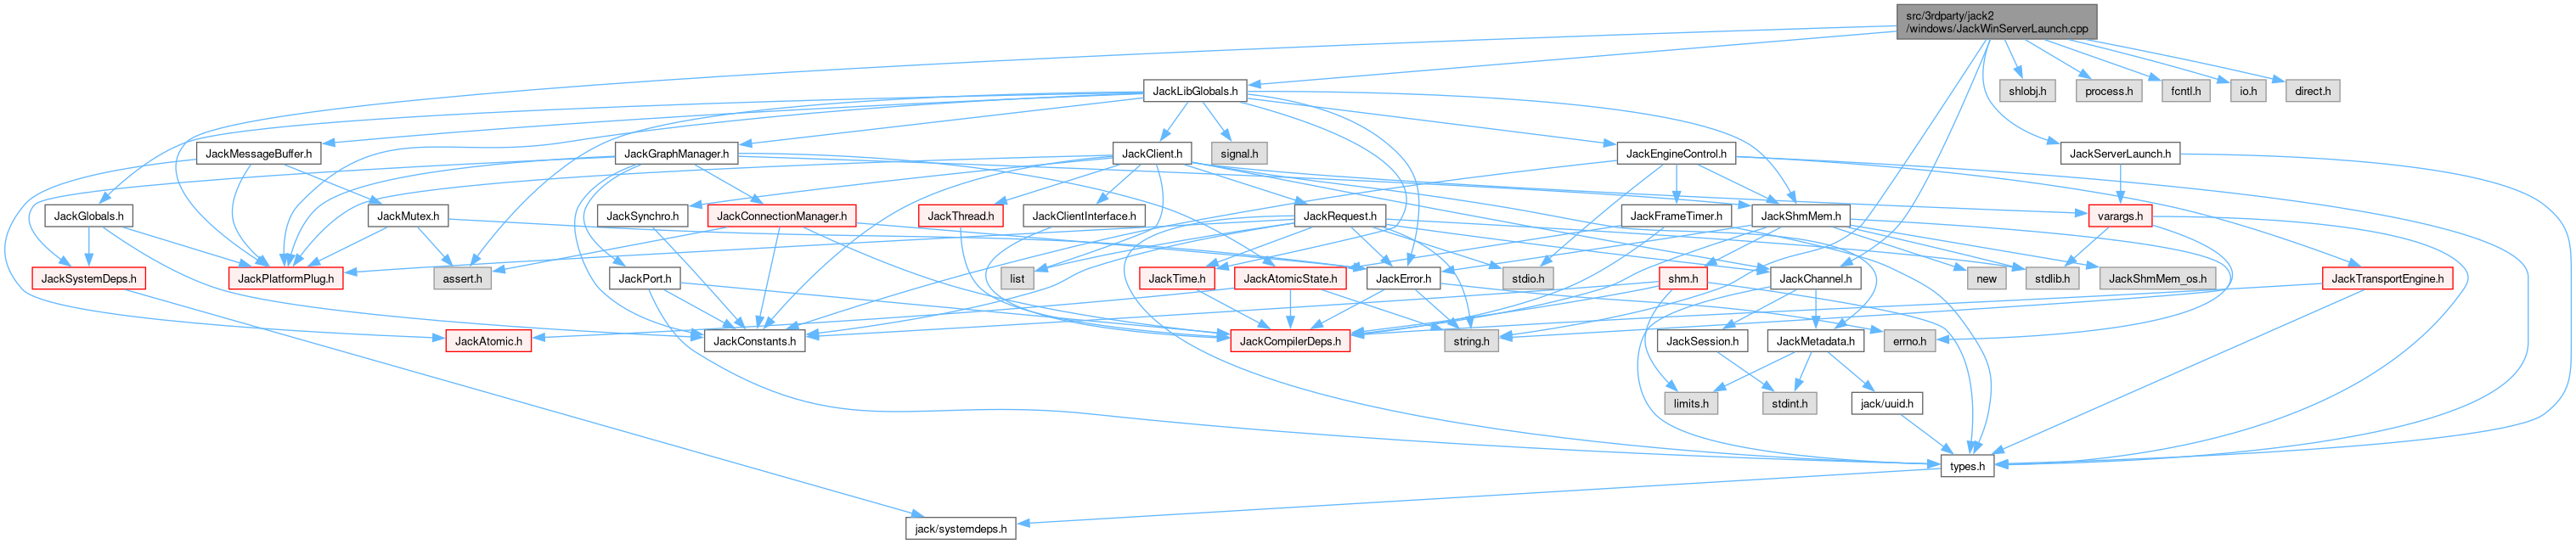 src/3rdparty/jack2
/windows/JackWinServerLaunch.cpp
JackLibGlobals.h
shlobj.h
process.h
fcntl.h
io.h
direct.h
JackMessageBuffer.h
JackGraphManager.h
JackClient.h
signal.h
JackEngineControl.h
JackServerLaunch.h
JackGlobals.h
JackMutex.h
JackSynchro.h
JackConnectionManager.h
JackThread.h
JackClientInterface.h
JackRequest.h
JackFrameTimer.h
JackShmMem.h
varargs.h
JackSystemDeps.h
JackPlatformPlug.h
assert.h
JackPort.h
list
JackTime.h
JackAtomicState.h
JackError.h
stdio.h
shm.h
JackChannel.h
new
stdlib.h
JackShmMem_os.h
JackTransportEngine.h
JackAtomic.h
JackConstants.h
JackCompilerDeps.h
string.h
JackSession.h
JackMetadata.h
errno.h
limits.h
stdint.h
jack/uuid.h
types.h
jack/systemdeps.h